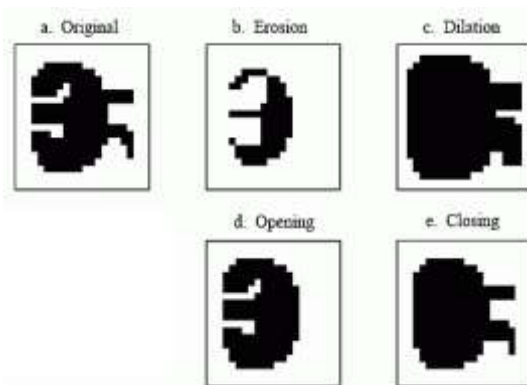 a. Original
b. Erosion
c. Dilation
d. Opening
e. Closing